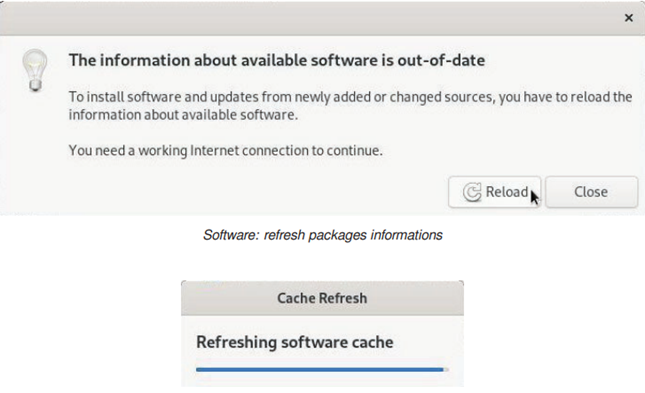 The information about available software is out-of-date
To install software and updates from newly added or changed sources, you have to reload the
information about available software.
You need a working Internet connection to continue.
Reload
Close
Software: refresh packages informations
Cache Refresh
Refreshing software cache